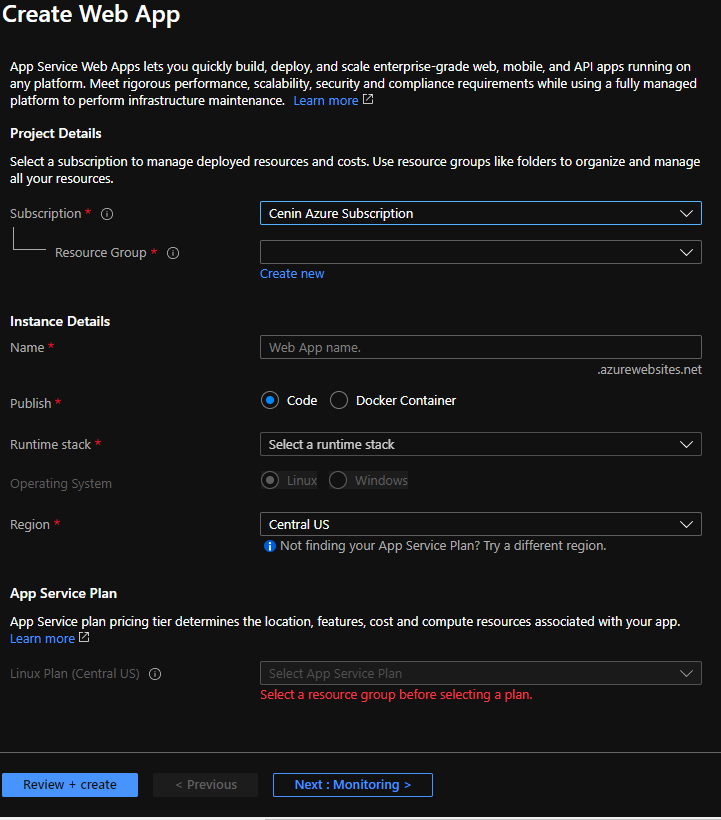 Create Web App
App Service Web Apps lets you quickly build, deploy, and scale enterprise-grade web, mobile, and API apps running on
any platform. Meet rigorous performance, scalability, security and compliance requirements while using a fully managed
platform to perform infrastructure maintenance. Learn more
Project Details
Select a subscription to manage deployed resources and costs. Use resource groups like folders to organize and manage
all your resources.
Subscription * Cenin Azure Subscription
Resource Group *
Create new
Instance Details
Name * Web App name.
.azurewebsites.net
Publish * Code Docker Container
Runtime stack * Select a runtime stack
Operating System Linux Windows
Region * Central US
Not finding your App Service Plan? Try a different region.
App Service Plan
App Service plan pricing tier determines the location, features, cost and compute resources associated with your app.
Learn more
Linux Plan (Central US) Select App Service Plan
Select a resource group before selecting a plan.
Review + create < Previous Next : Monitoring >